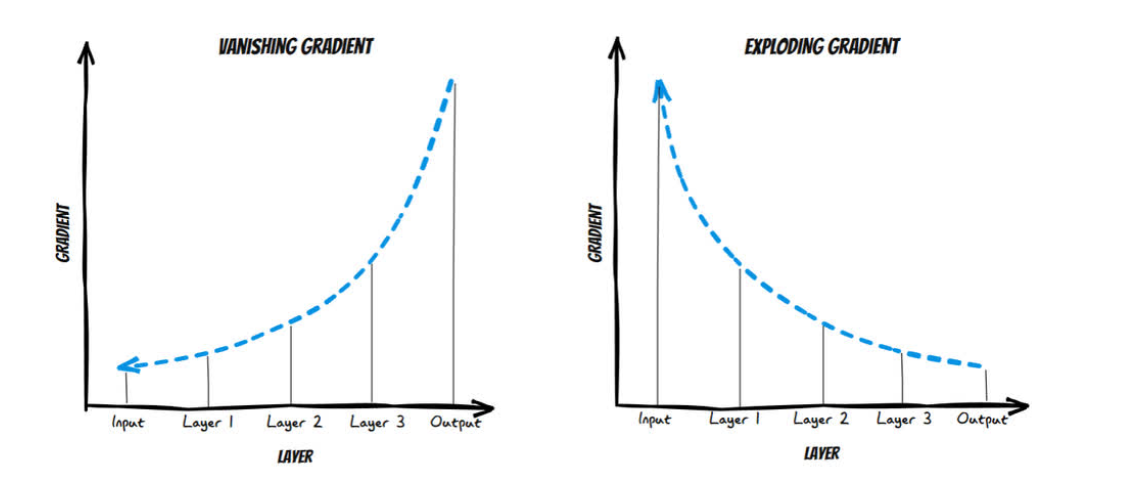 VANISHING GRADIENT
GRADIENT
Input Layer 1 Layer 2 Layer 3 Output
LAYER
EXPLODING GRADIENT
GRADIENT
Input Layer 1 Layer 2 Layer 3 Output
LAYER